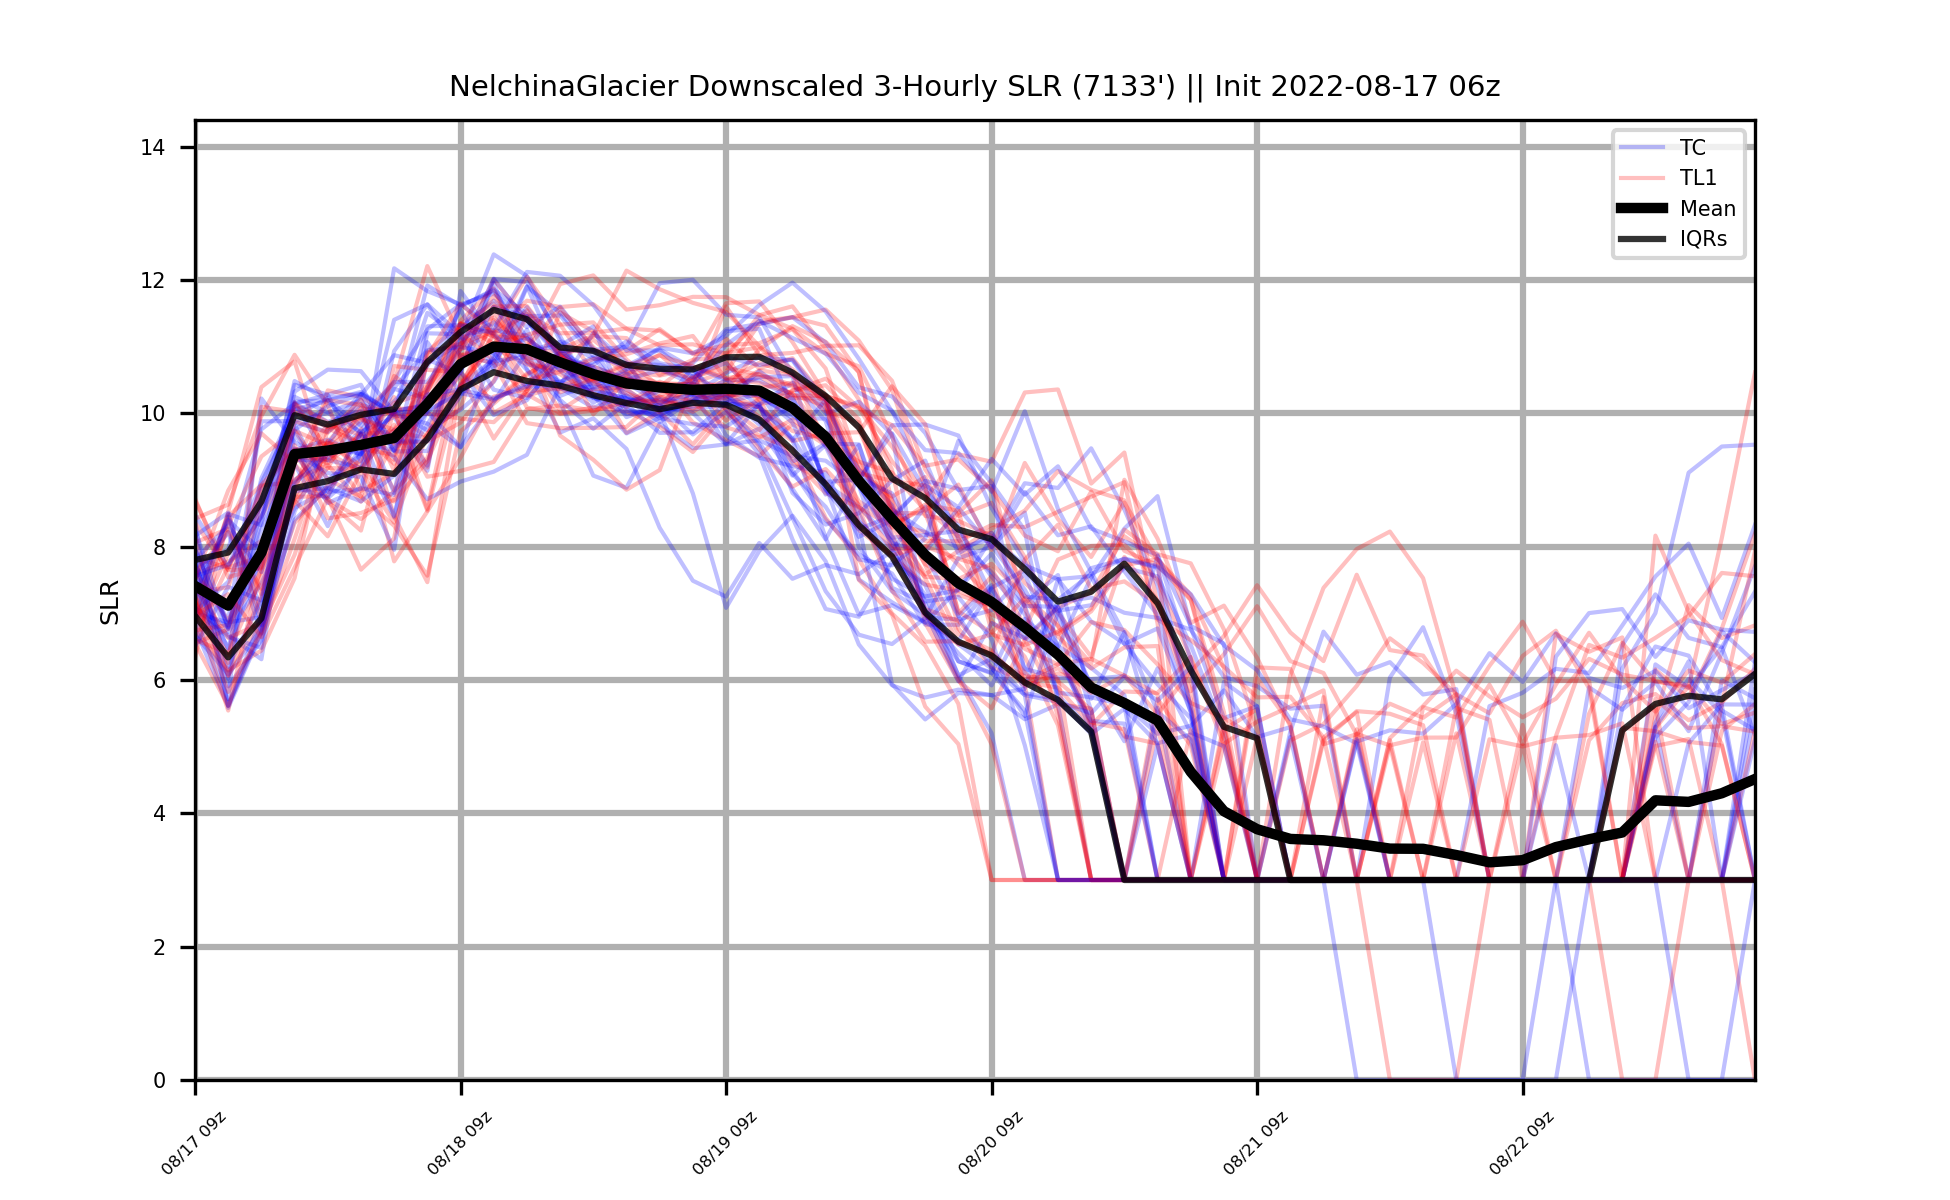 NelchinaGlacier Downscaled 3-Hourly SLR (7133') || Init 2022-08-17 06z
TC
TL1
Mean
IQRs
SLR
14
12
10
8
6
4
2
0
08/17 09z
08/18 09z
08/19 09z
08/20 09z
08/21 09z
08/22 09z